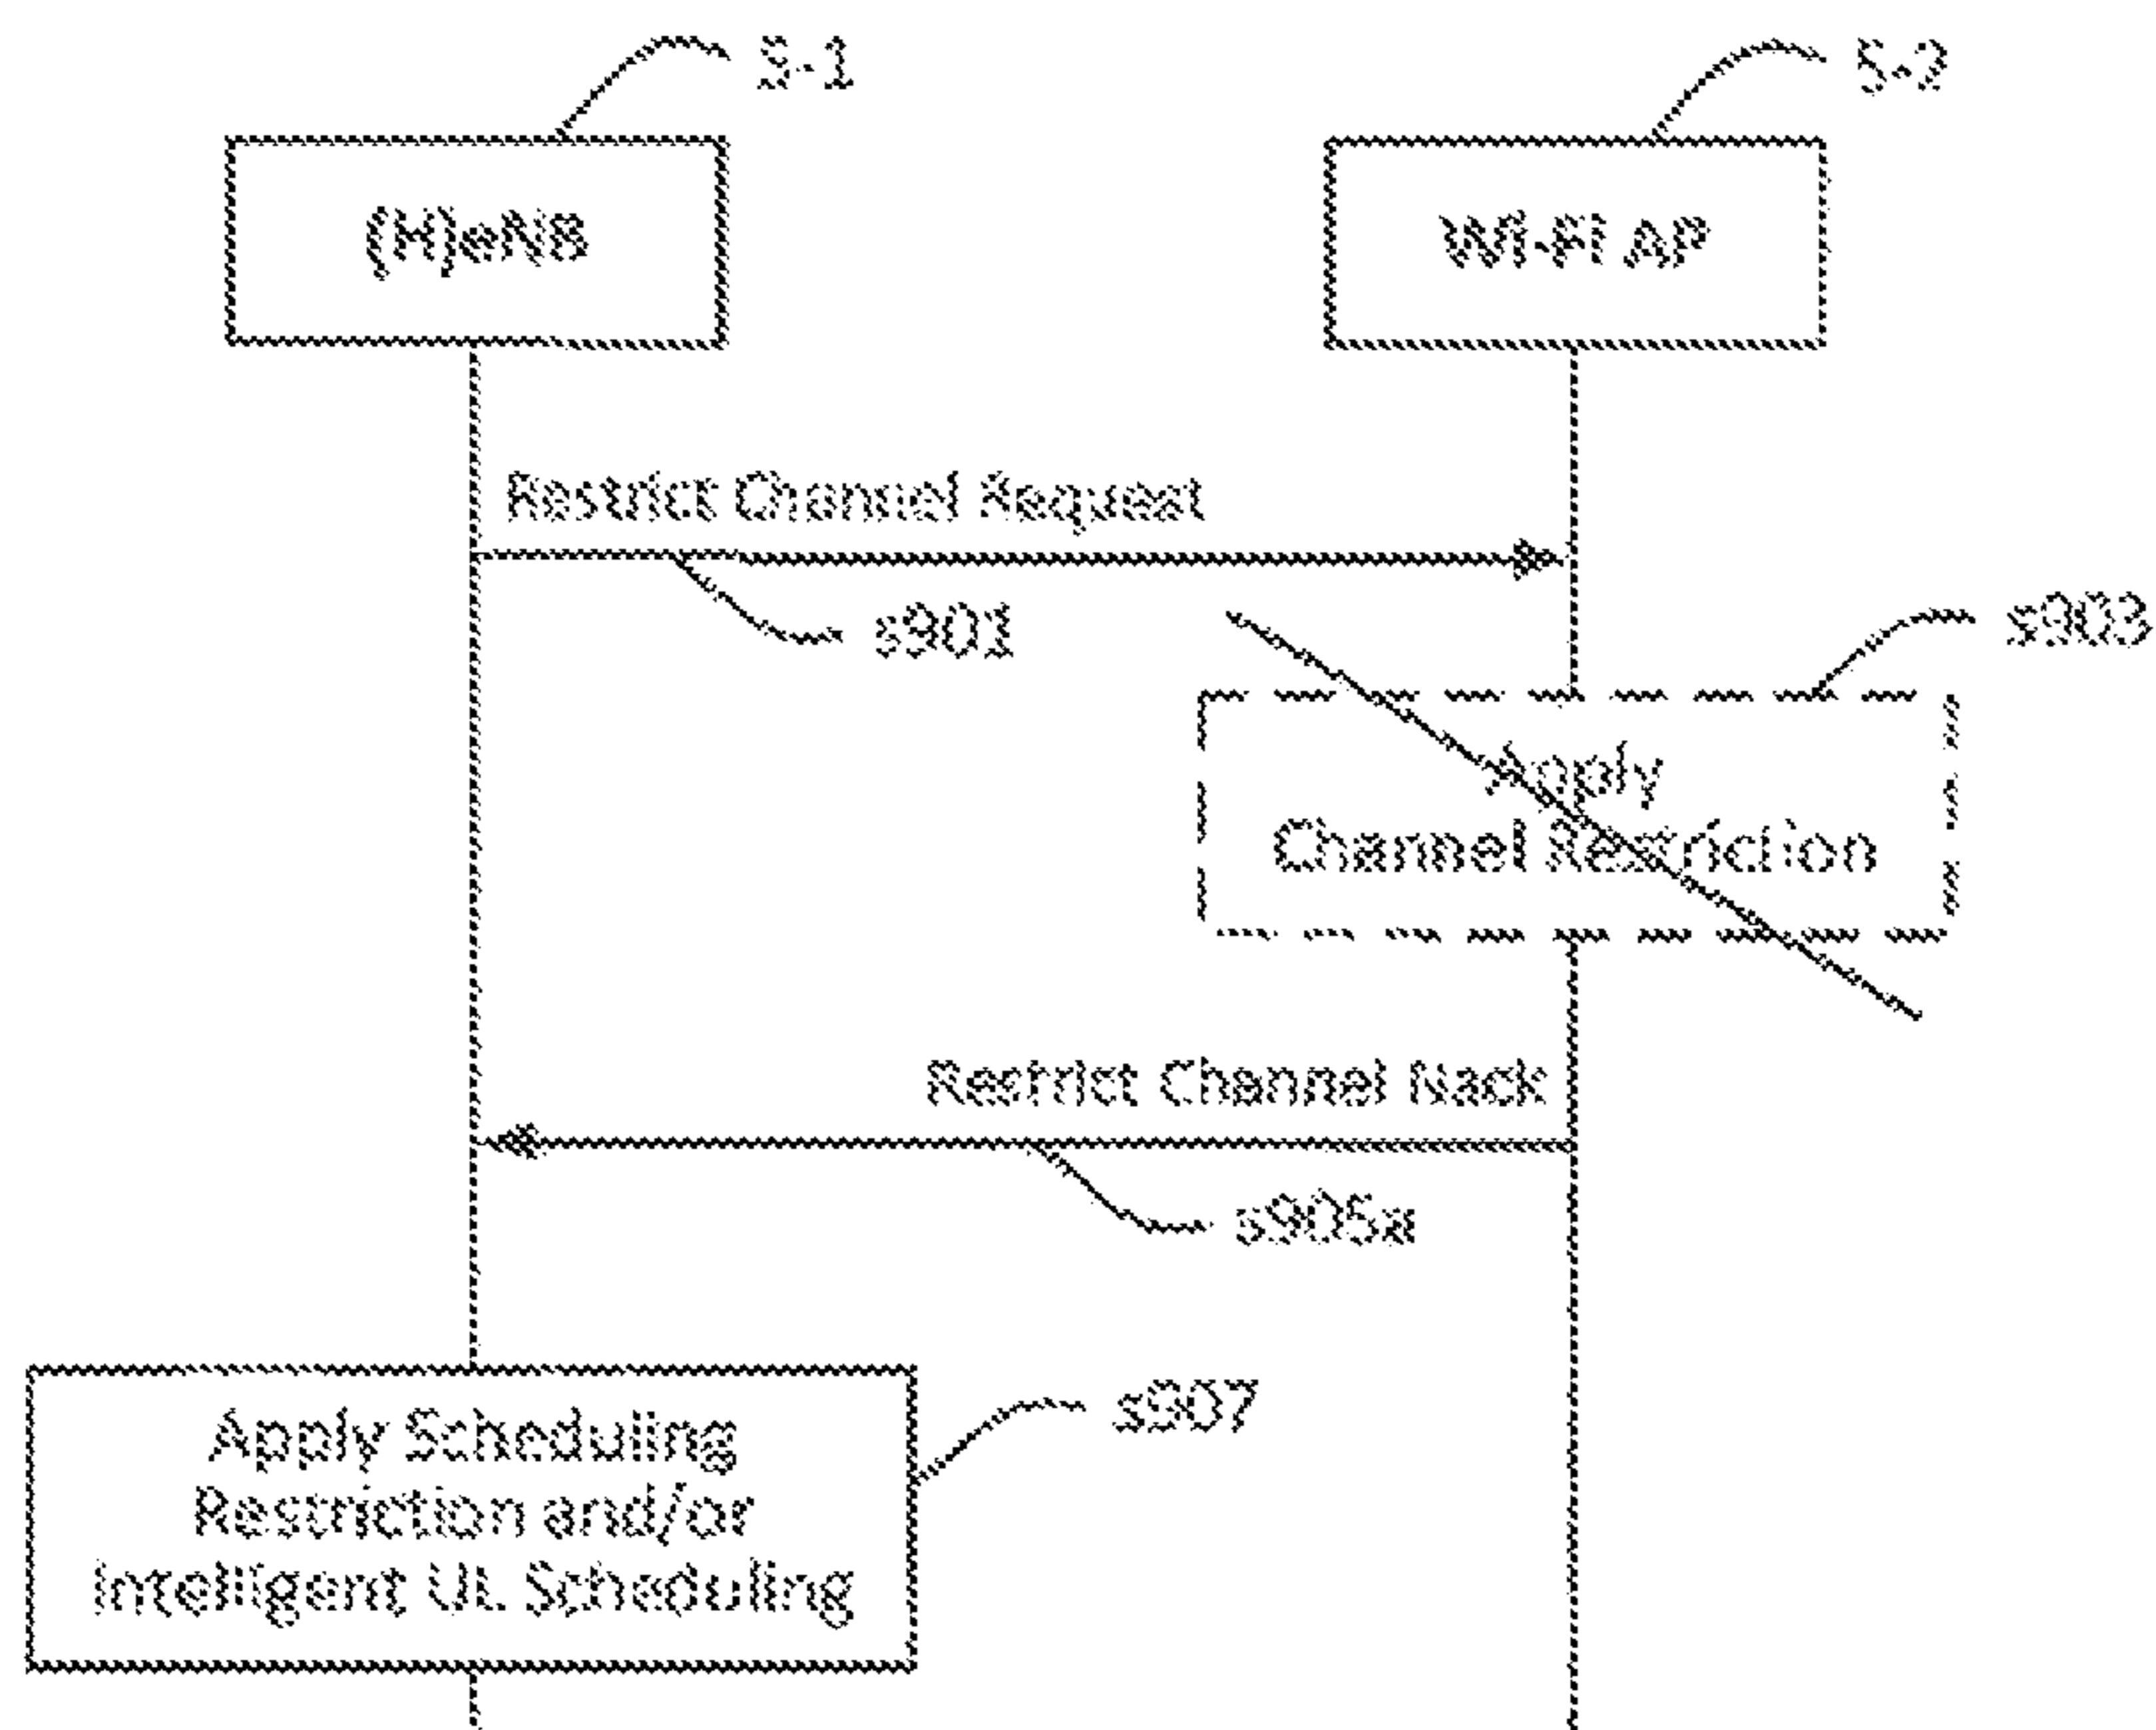 5-1
5-2
(H)eNB
Wi-Fi AP
Restrict Channel Request
s901
s903
Apply
Channel Restriction
Restrict Channel Nack
s905a
s907
Apply Scheduling
Restriction and/or
Intelligent UL Scheduling